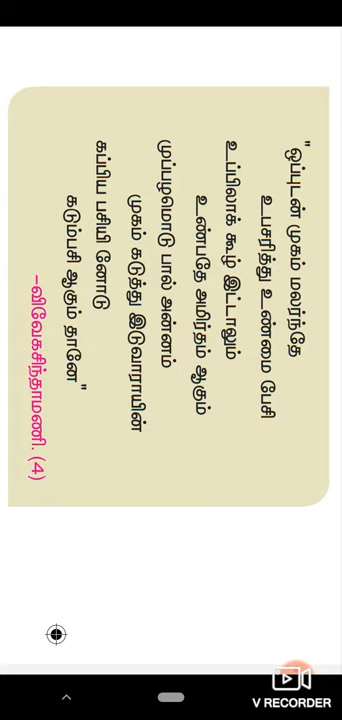 "ஒப்புடன் முகம் மலர்ந்தே
உபசரித்து உண்மை பேசி
உப்பிலாக் கூழ் இட்டாலும்
உண்பதே அமிர்தம் ஆகும்
முப்பழமொடு பால் அன்னம்
முகம் கடுத்து இடுவாராயின்
கப்பிய பசியி னோடு
கடும்பசி ஆகும் தானே"
-விவேகசிந்தாமணி. (4)
V RECORDER